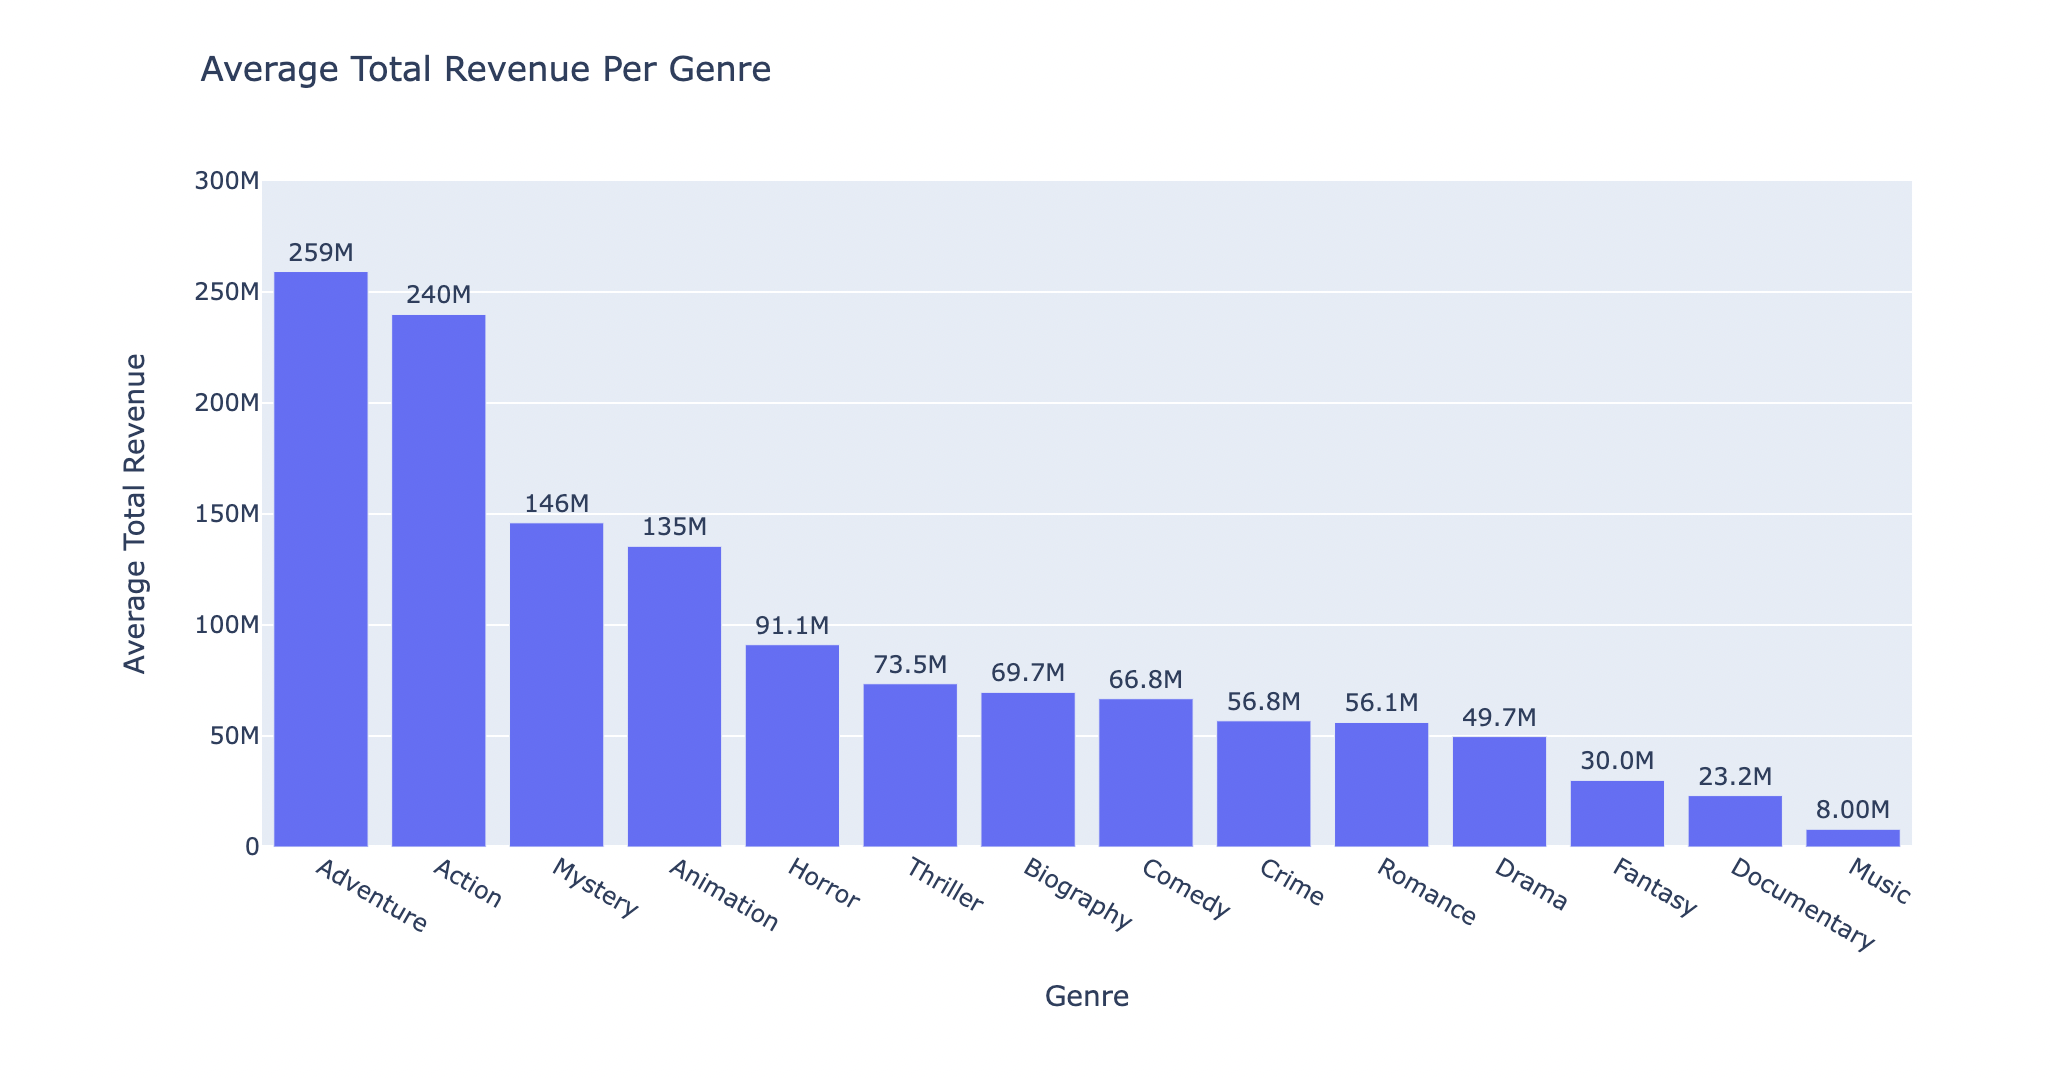 Average Total Revenue Per Genre
300M
250M
200M
150M
100M
50M
0
Average Total Revenue
259M
240M
146M
135M
91.1M
73.5M
69.7M
66.8M
56.8M
56.1M
49.7M
30.0M
23.2M
8.00M
Adventure
Action
Mystery
Animation
Horror
Thriller
Biography
Comedy
Crime
Romance
Drama
Fantasy
Documentary
Music
Genre